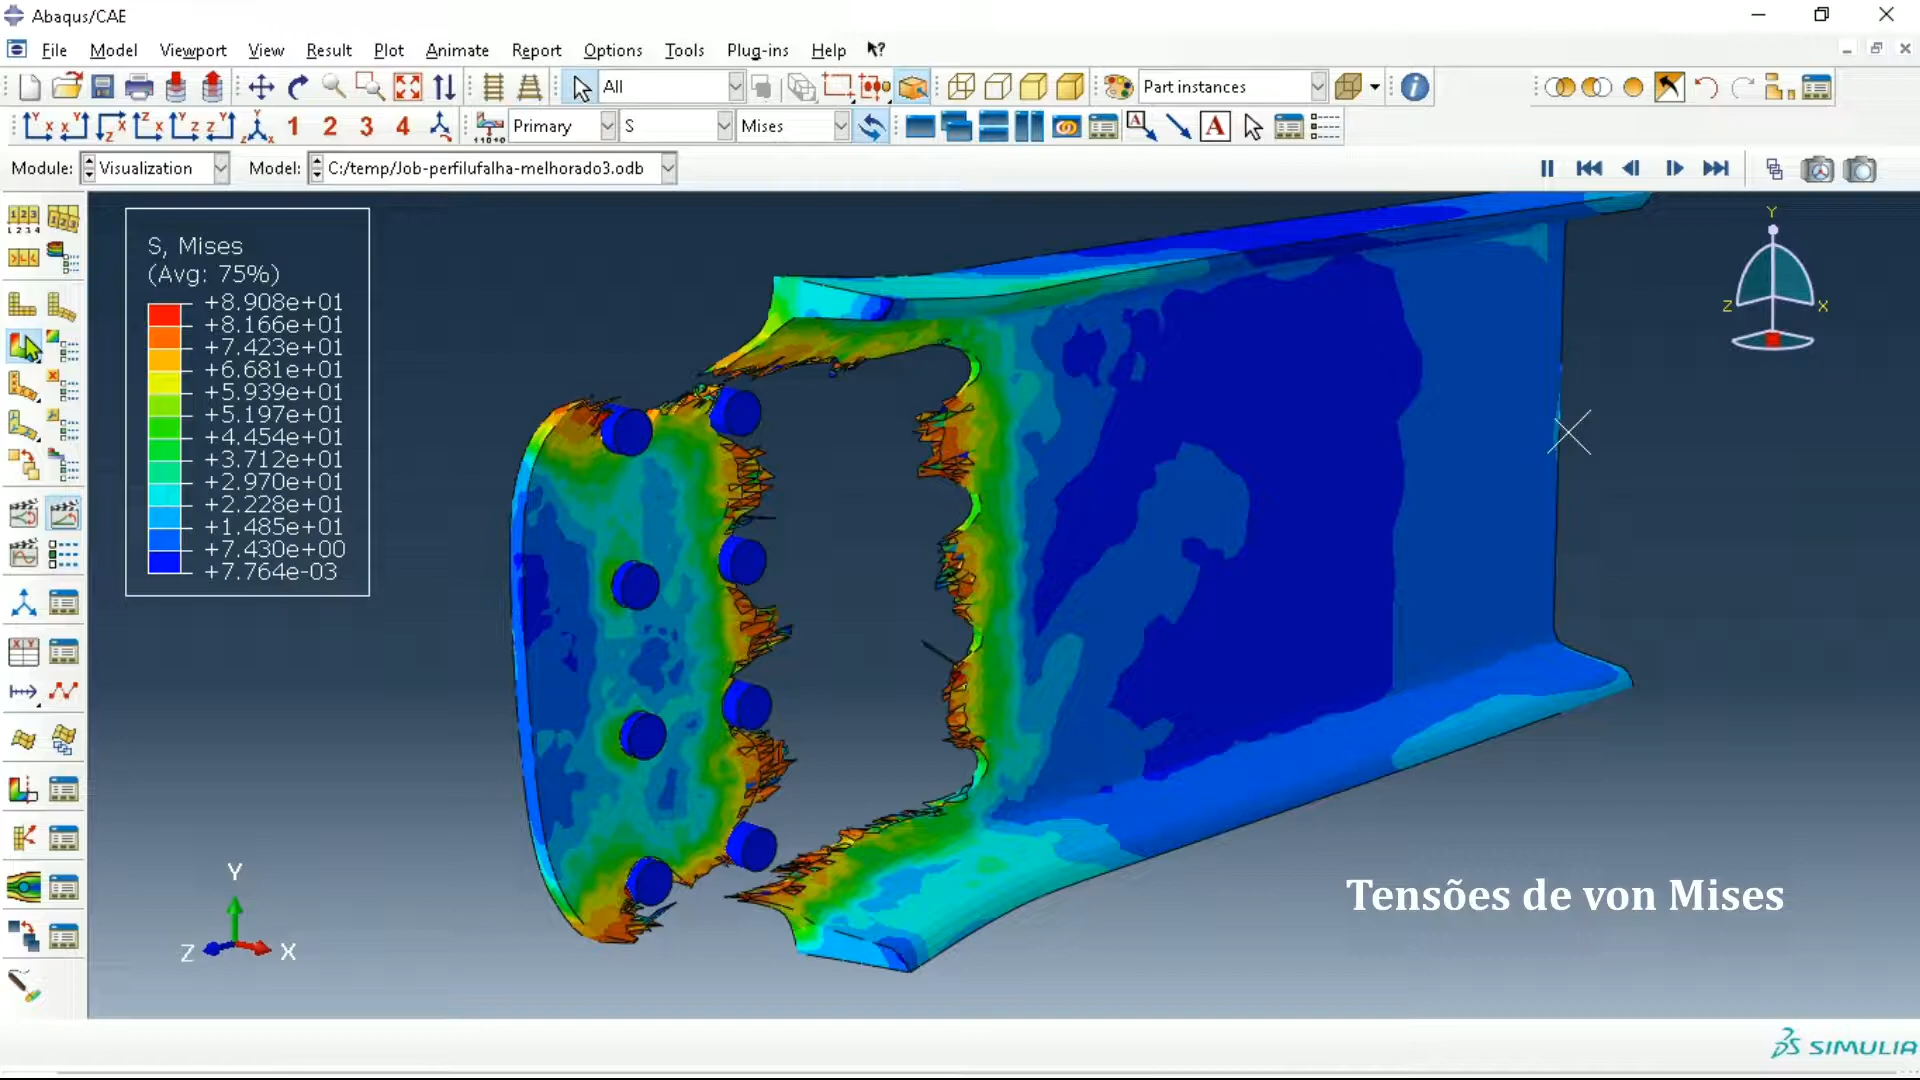 Abaqus/CAE
File Model Viewport View Result Plot Animate Report Options Tools Plug-ins Help
All
Part instances
1 2 3 4
Primary
S
Mises
A
Module: Visualization Model: C:/temp/Job-perfilufalha-melhorado3.odb
S, Mises
(Avg: 75%)
+8.908e+01
+8.166e+01
+7.423e+01
+6.681e+01
+5.939e+01
+5.197e+01
+4.454e+01
+3.712e+01
+2.970e+01
+2.228e+01
+1.485e+01
+7.430e+00
+7.764e-03
Y
Z X
Y
Z X
Tensões de von Mises
SIMULIA